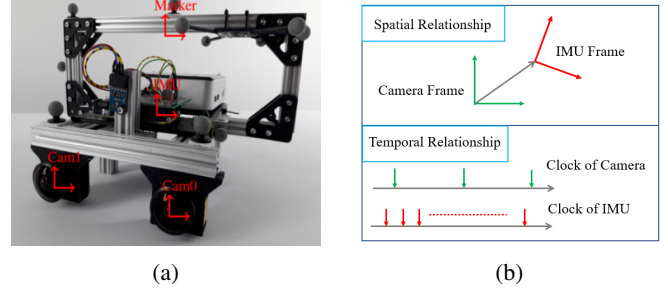 Marker
IMU
Cam1
Cam0
(a)
Spatial Relationship
IMU Frame
Camera Frame
Temporal Relationship
Clock of Camera
Clock of IMU
(b)